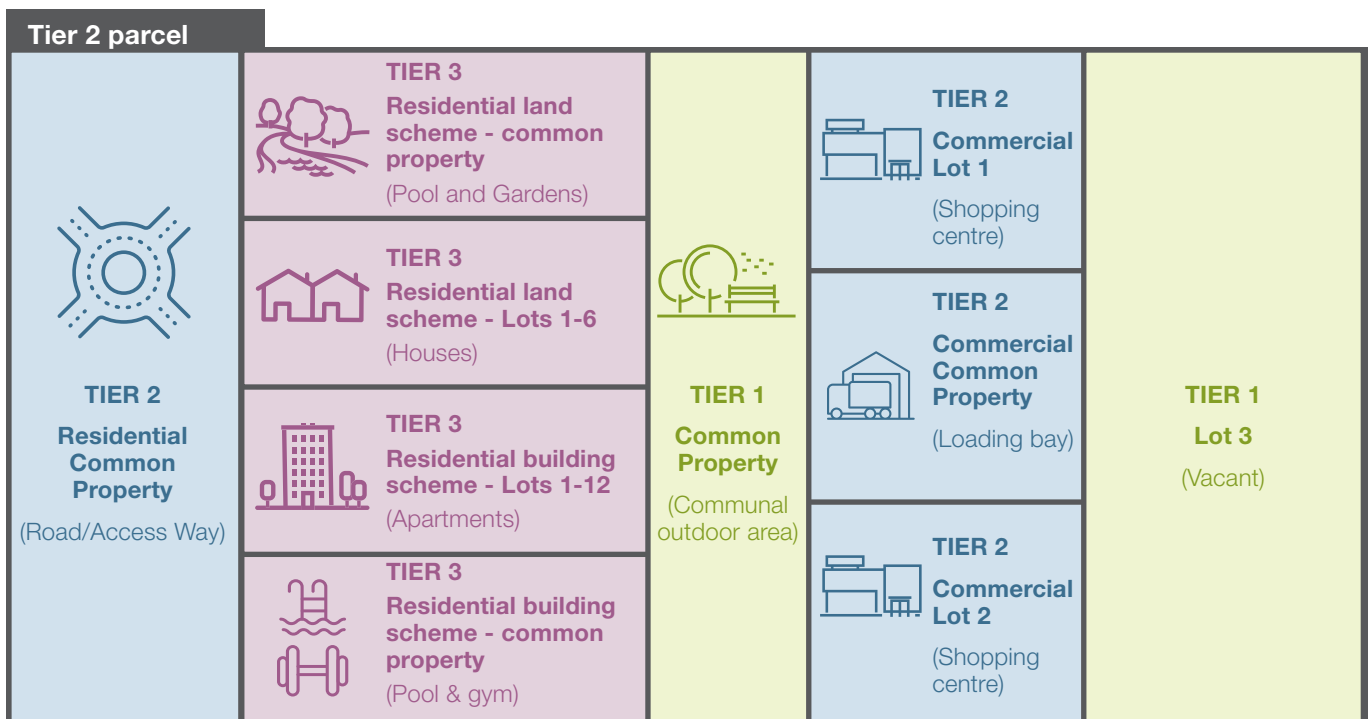 Tier 2 parcel
TIER 2
Residential
Common
Property
(Road/Access Way)
TIER 3
Residential land
scheme - common
property
(Pool and Gardens)
TIER 3
Residential land
scheme - Lots 1-6
(Houses)
TIER 3
Residential building
scheme - Lots 1-12
(Apartments)
TIER 3
Residential building
scheme - common
property
(Pool & gym)
TIER 1
Common
Property
(Communal
outdoor area)
TIER 2
Commercial
Lot 1
(Shopping
centre)
TIER 2
Commercial
Common
Property
(Loading bay)
TIER 2
Commercial
Lot 2
(Shopping
centre)
TIER 1
Lot 3
(Vacant)